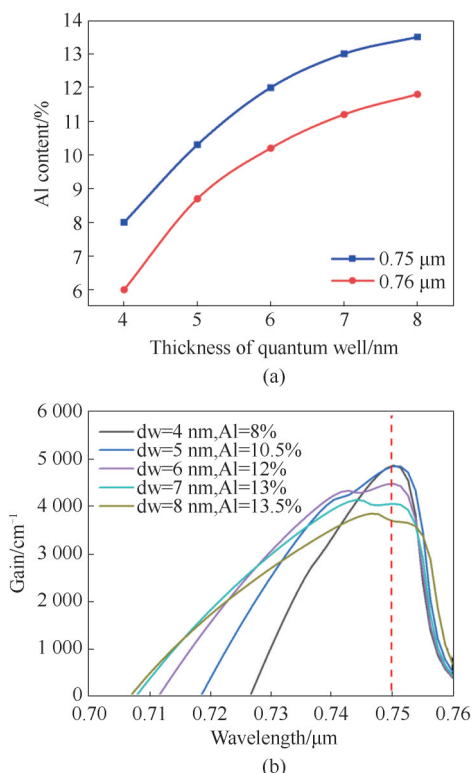 14
13
12
11
10
9
8
7
6
Al content/%
0.75 μm
0.76 μm
4 5 6 7 8
Thickness of quantum well/nm
(a)
6 000
5 000
4 000
3 000
2 000
1 000
0
Gain/cm⁻¹
dw=4 nm,Al=8%
dw=5 nm,Al=10.5%
dw=6 nm,Al=12%
dw=7 nm,Al=13%
dw=8 nm,Al=13.5%
0.70 0.71 0.72 0.73 0.74 0.75 0.76
Wavelength/μm
(b)